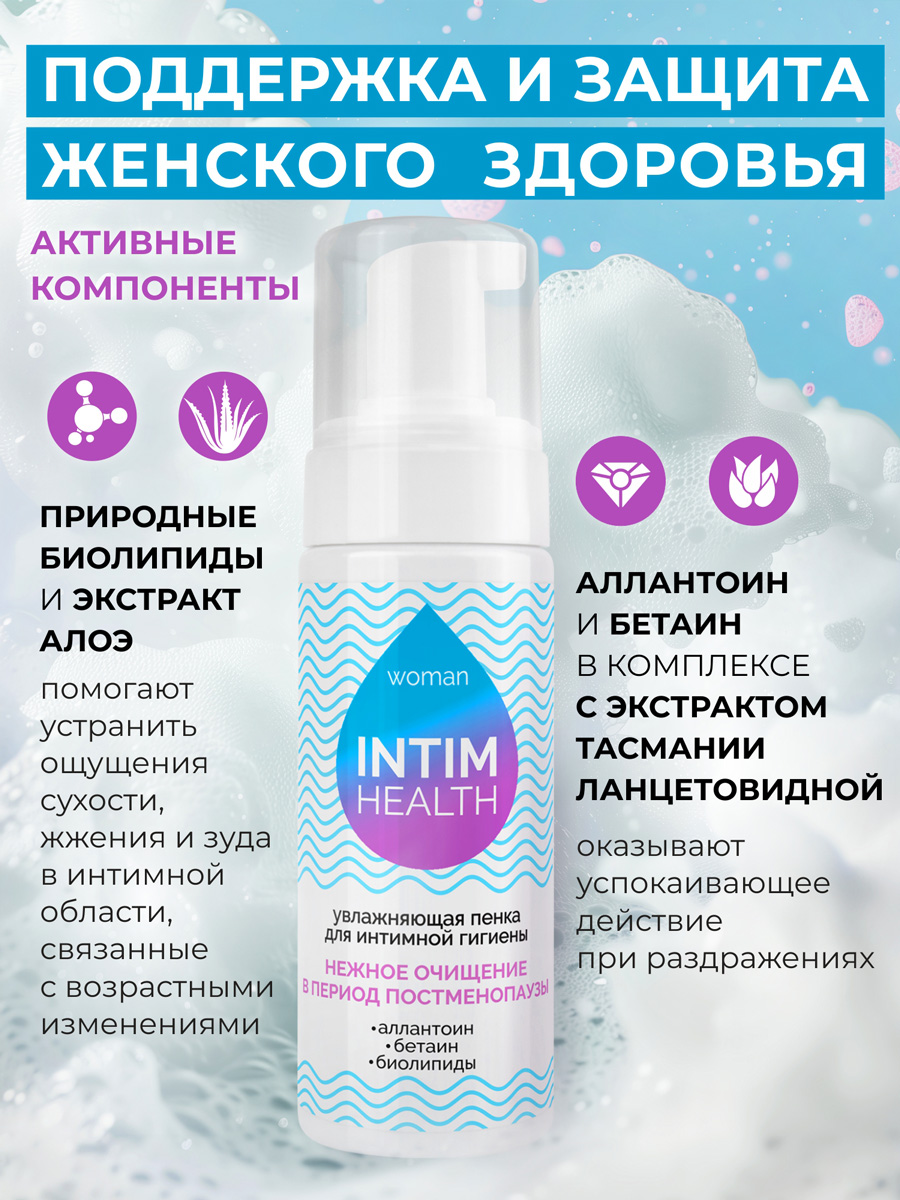 ПОДДЕРЖКА И ЗАЩИТА
ЖЕНСКОГО ЗДОРОВЬЯ
АКТИВНЫЕ
КОМПОНЕНТЫ
ПРИРОДНЫЕ
БИОЛИПИДЫ
И ЭКСТРАКТ
АЛОЭ
помогают
устранить
ощущения
сухости,
жжения и зуда
в интимной
области,
связанные
с возрастными
изменениями
woman
INTIM
HEALTH
увлажняющая пенка
для интимной гигиены
НЕЖНОЕ ОЧИЩЕНИЕ
В ПЕРИОД ПОСТМЕНОПАУЗЫ
•аллантоин
•бетаин
•биолипиды
АЛЛАНТОИН
И БЕТАИН
В КОМПЛЕКСЕ
С ЭКСТРАКТОМ
ТАСМАНИИ
ЛАНЦЕТОВИДНОЙ
оказывают
успокаивающее
действие
при раздражениях